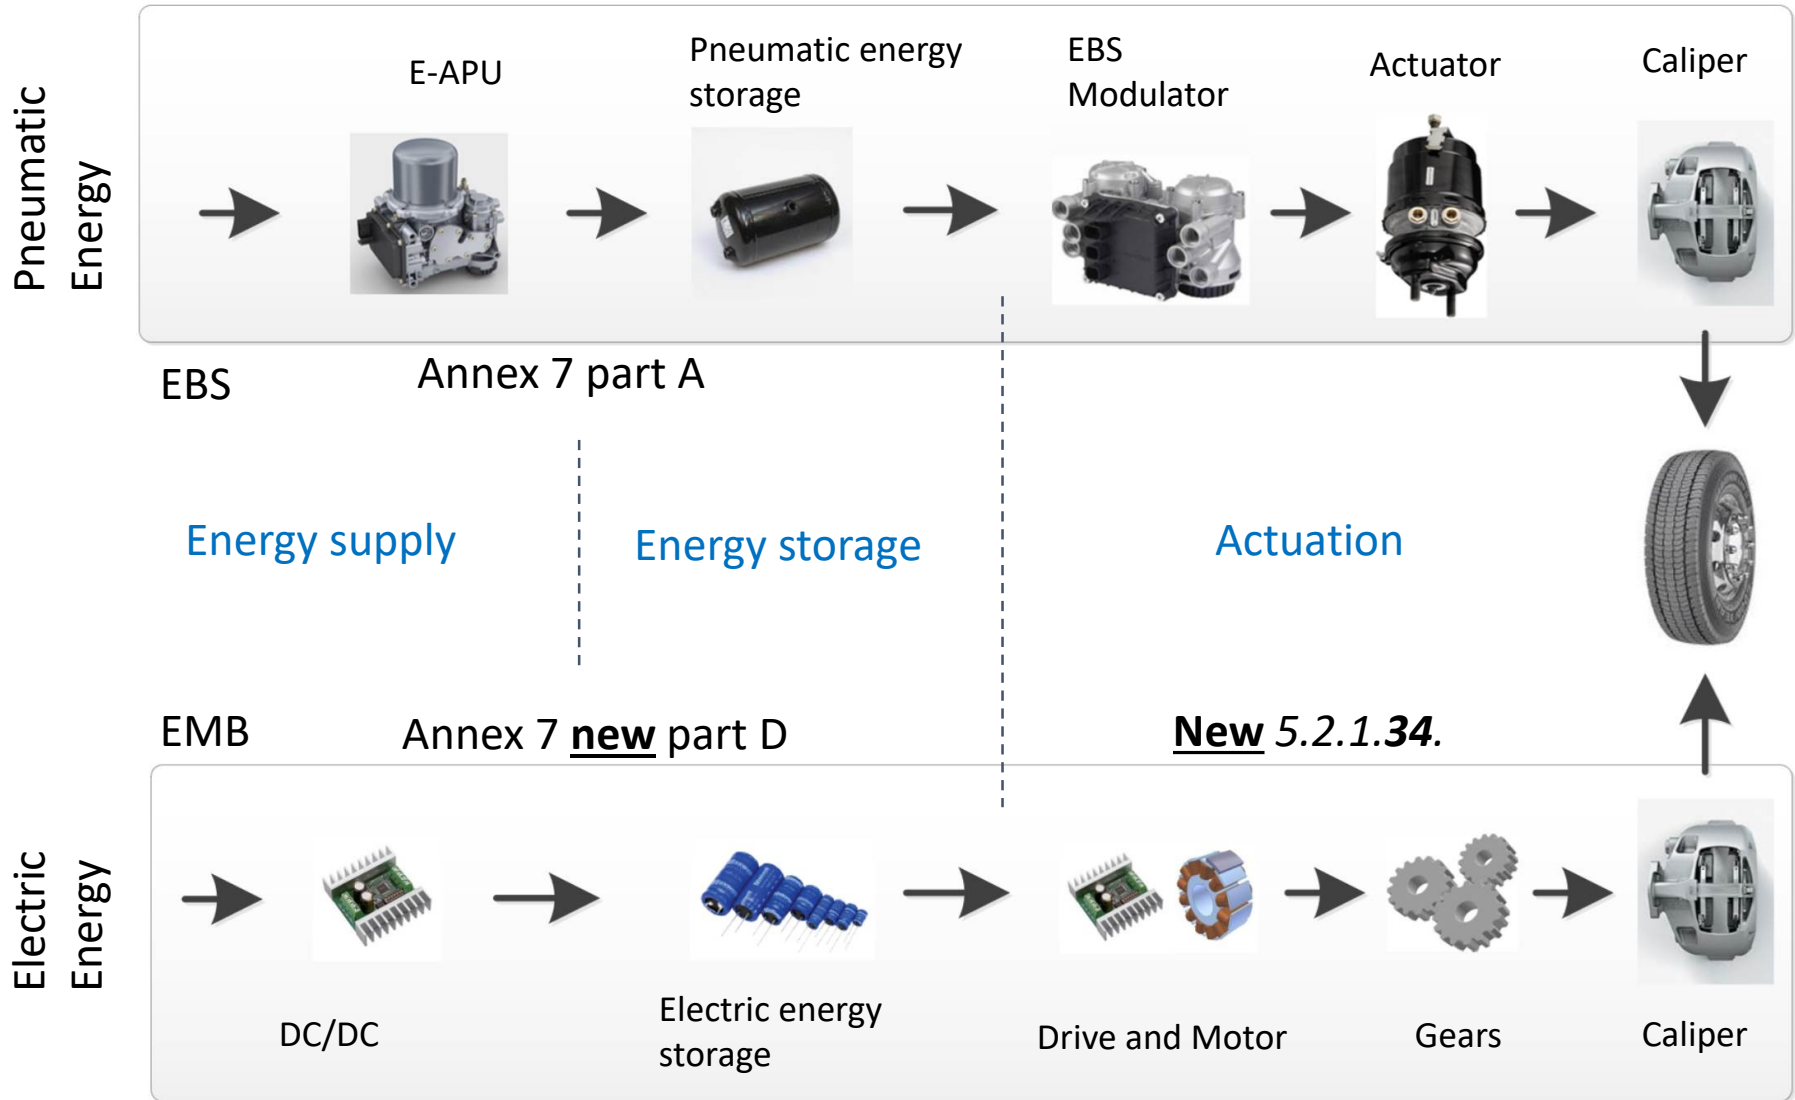 Pneumatic
Energy
E-APU
Pneumatic energy
storage
EBS
Modulator
Actuator
Caliper
EBS
Annex 7 part A
Energy supply
Energy storage
Actuation
EMB
Annex 7 new part D
New 5.2.1.34.
Electric
Energy
DC/DC
Electric energy
storage
Drive and Motor
Gears
Caliper